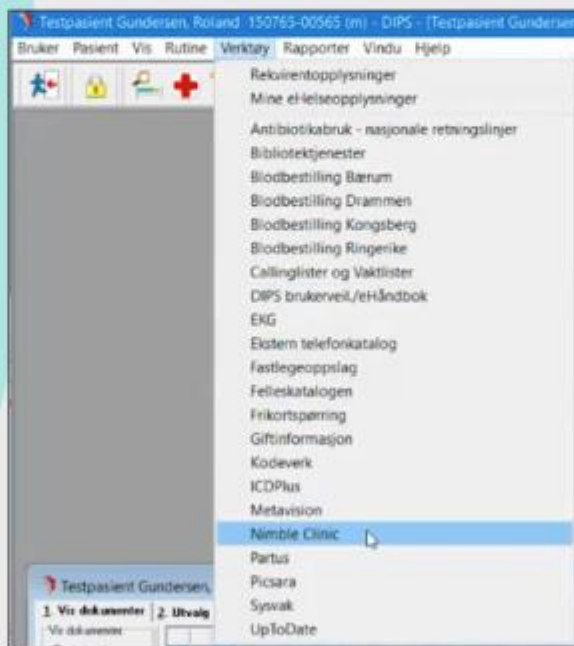 Testpasient Gundersen, Roland 150765-00565 (m) - DIPS - [Testpasient Gundersen
Bruker Pasient Vis Rutine Verktøy Rapporter Vindu Hjelp
Rekvirentopplysninger
Mine eHelseopplysninger
Antibiotikabruk - nasjonale retningslinjer
Bibliotektjenester
Blodbestilling Bærum
Blodbestilling Drammen
Blodbestilling Kongsberg
Blodbestilling Ringerike
Callinglister og Vaktlister
DIPS brukerveil./eHåndbok
EKG
Ekstern telefonkatalog
Fastlegeoppslag
Felleskatalogen
Frikortspørring
Giftinformasjon
Kodeverk
ICDPlus
Metavision
Nimble Clinic
Partus
Picsara
Sysvak
UpToDate
Testpasient Gundersen,
1. Vis dokumenter 2. Utvalg
Vis dokumenter